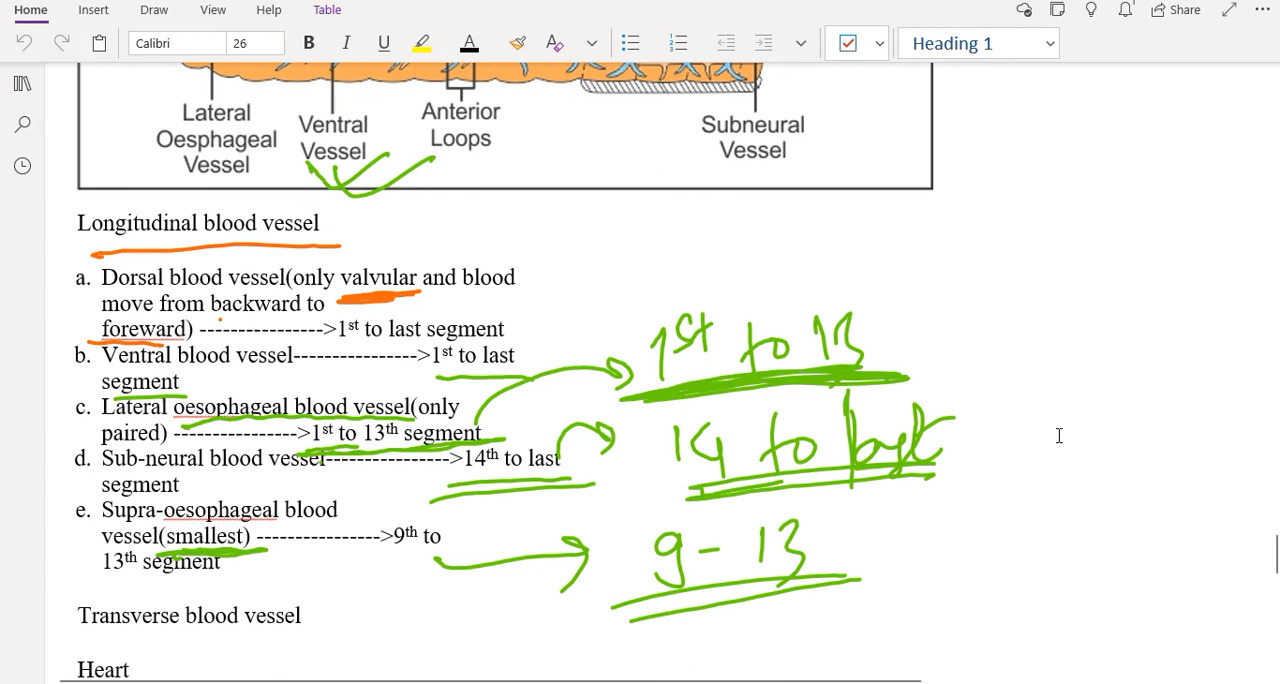 Home Insert Draw View Help Table Share
Calibri 26 B I U A A Heading 1
Lateral
Oesphageal
Vessel
Ventral
Vessel
Anterior
Loops
Subneural
Vessel
Longitudinal blood vessel
a. Dorsal blood vessel(only valvular and blood
move from backward to
foreward) ---------------->1st to last segment
b. Ventral blood vessel---------------->1st to last
segment
c. Lateral oesophageal blood vessel(only
paired) ---------------->1st to 13th segment
1st to 13
d. Sub-neural blood vessel---------------->14th to last
segment
14 to last
e. Supra-oesophageal blood
vessel(smallest) ---------------->9th to
13th segment
9 - 13
Transverse blood vessel
Heart